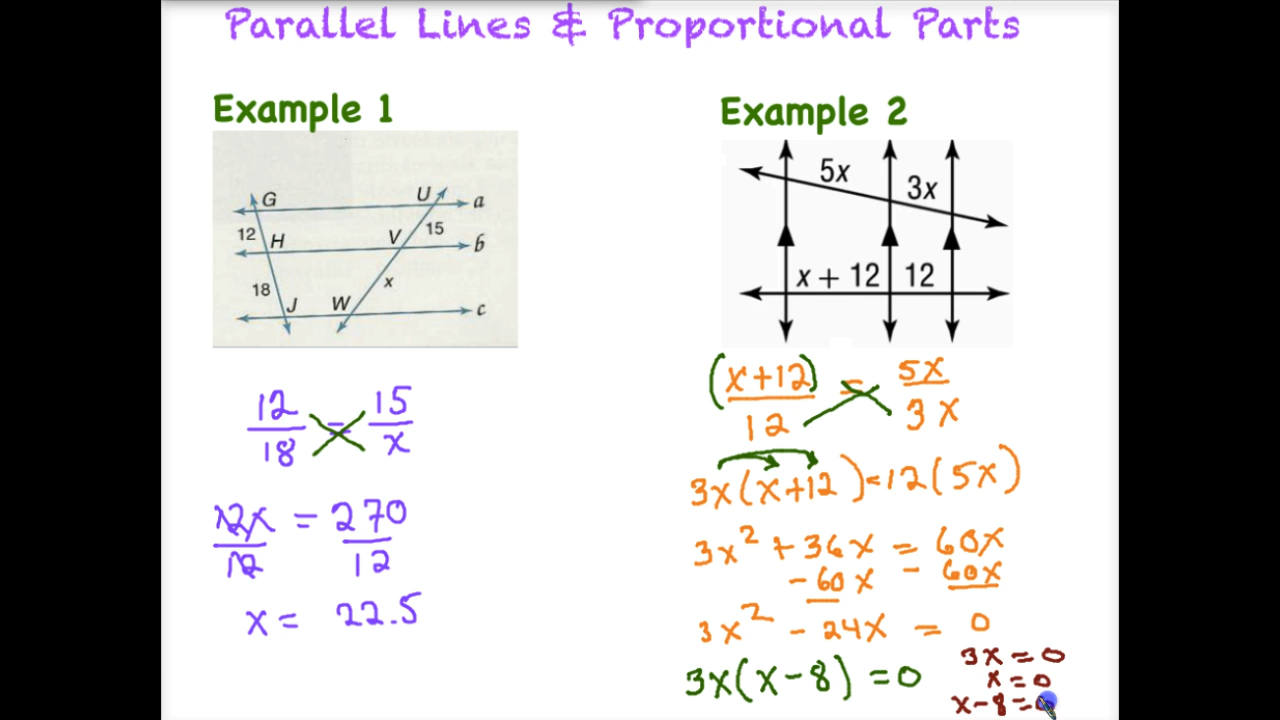 Parallel Lines & Proportional Parts
Example 1
G U a
12 H V 15 b
18 J W x c
12/18 = 15/x
12x = 270
12 12
x = 22.5
Example 2
5x 3x
x + 12 12
(x+12)/12 = 5x/3x
3x(x+12) = 12(5x)
3x² + 36x = 60x
- 60x - 60x
3x² - 24x = 0
3x(x-8) = 0
3x = 0
x = 0
x-8=0